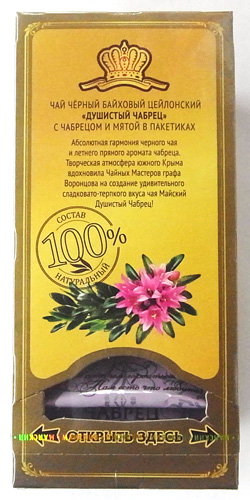 ЧАЙ ЧЁРНЫЙ БАЙХОВЫЙ ЦЕЙЛОНСКИЙ
«ДУШИСТЫЙ ЧАБРЕЦ»
С ЧАБРЕЦОМ И МЯТОЙ В ПАКЕТИКАХ
Абсолютная гармония черного чая
и летнего пряного аромата чабреца.
Творческая атмосфера южного Крыма
вдохновила Чайных Мастеров графа
Воронцова на создание удивительного
сладковато-терпкого вкуса чая Майский
Душистый Чабрец!
СОСТАВ
100%
НАТУРАЛЬНЫЙ
ЧАБРЕЦ
ОТКРЫТЬ ЗДЕСЬ